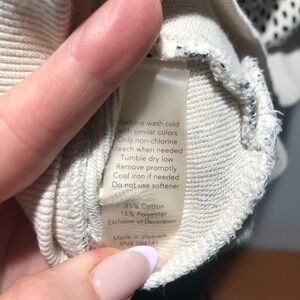 Machine wash cold
with similar colors
Only non-chlorine
bleach when needed
Tumble dry low
Remove promptly
Cool iron if needed
Do not use softener
85% Cotton
15% Polyester
Exclusive of Decoration
Made in Vietnam
RN# 104141